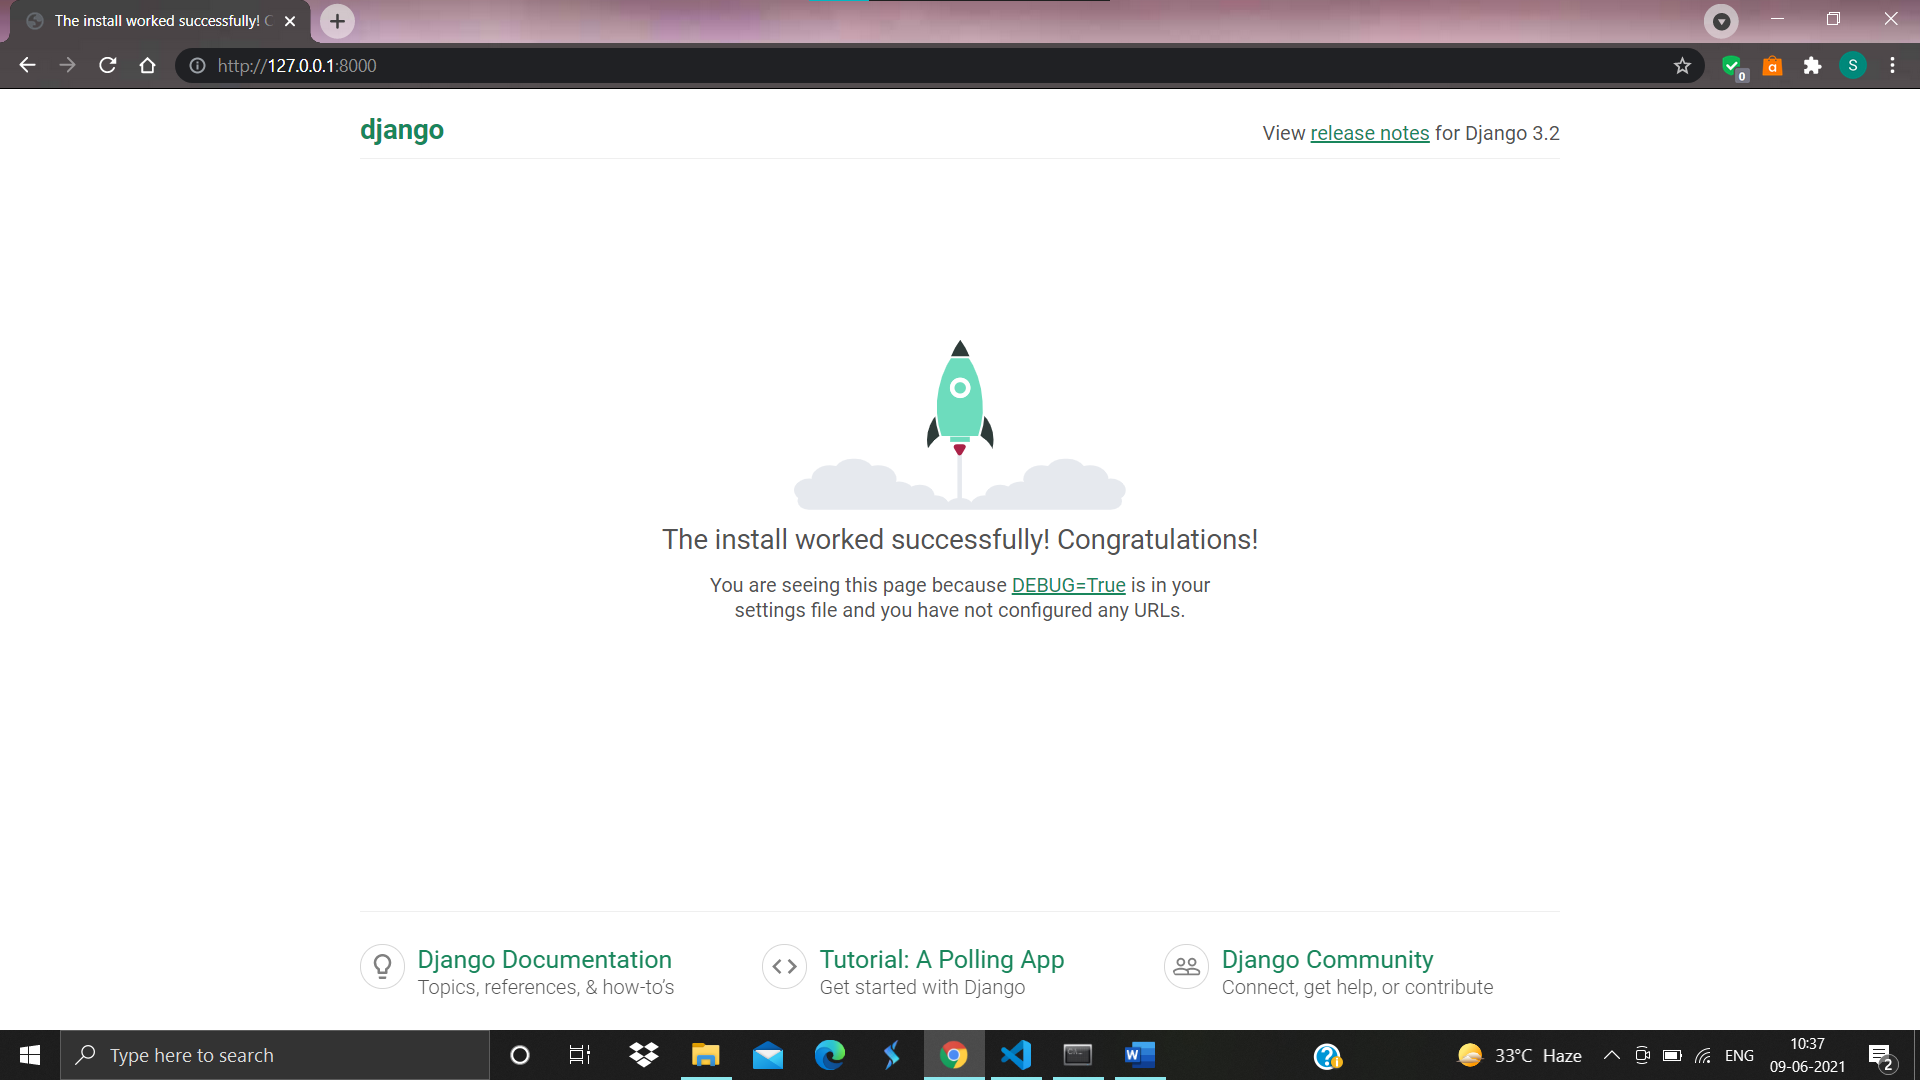 The install worked successfully! C
http://127.0.0.1:8000
0
a
S
django
View release notes for Django 3.2
The install worked successfully! Congratulations!
You are seeing this page because DEBUG=True is in your
settings file and you have not configured any URLs.
Django Documentation
Topics, references, & how-to's
Tutorial: A Polling App
Get started with Django
Django Community
Connect, get help, or contribute
Type here to search
33°C Haze
ENG
10:37
09-06-2021
2